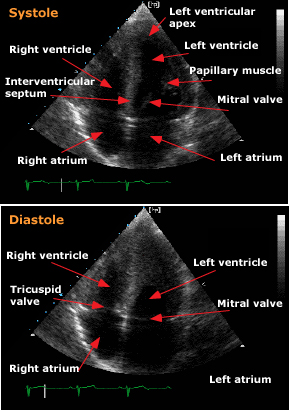 Systole
Left ventricular
apex
Right ventricle
Left ventricle
Papillary muscle
Interventricular
septum
Mitral valve
Right atrium
Left atrium
Diastole
Right ventricle
Left ventricle
Tricuspid
valve
Mitral valve
Right atrium
Left atrium